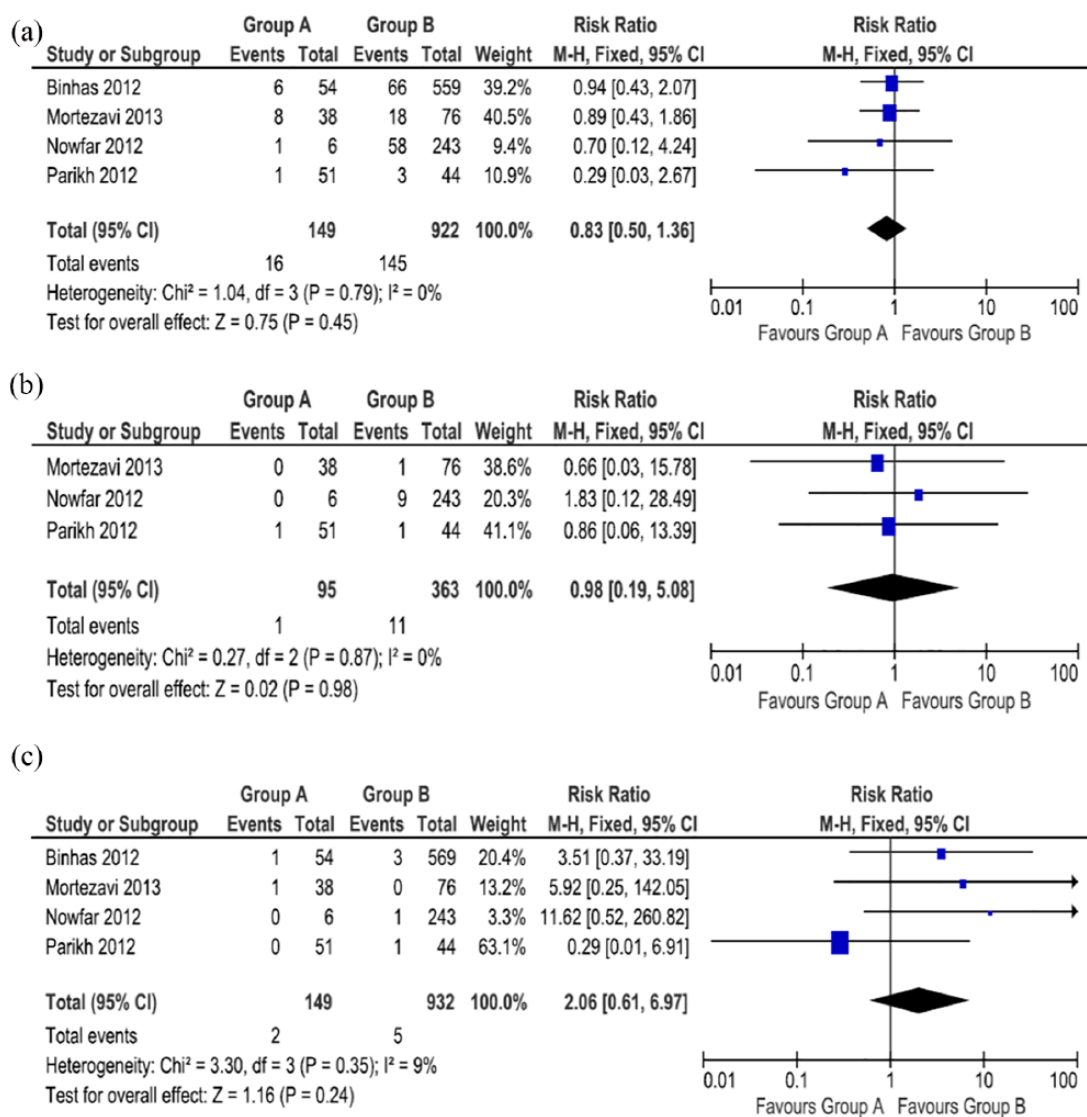 (a)
Group A Group B Risk Ratio Risk Ratio
Study or Subgroup Events Total Events Total Weight M-H, Fixed, 95% CI M-H, Fixed, 95% CI
Binhas 2012 6 54 66 559 39.2% 0.94 [0.43, 2.07]
Mortezavi 2013 8 38 18 76 40.5% 0.89 [0.43, 1.86]
Nowfar 2012 1 6 58 243 9.4% 0.70 [0.12, 4.24]
Parikh 2012 1 51 3 44 10.9% 0.29 [0.03, 2.67]
Total (95% CI) 149 922 100.0% 0.83 [0.50, 1.36]
Total events 16 145
Heterogeneity: Chi² = 1.04, df = 3 (P = 0.79); I² = 0%
Test for overall effect: Z = 0.75 (P = 0.45)
0.01 0.1 1 10 100
Favours Group A Favours Group B
(b)
Group A Group B Risk Ratio Risk Ratio
Study or Subgroup Events Total Events Total Weight M-H, Fixed, 95% CI M-H, Fixed, 95% CI
Mortezavi 2013 0 38 1 76 38.6% 0.66 [0.03, 15.78]
Nowfar 2012 0 6 9 243 20.3% 1.83 [0.12, 28.49]
Parikh 2012 1 51 1 44 41.1% 0.86 [0.06, 13.39]
Total (95% CI) 95 363 100.0% 0.98 [0.19, 5.08]
Total events 1 11
Heterogeneity: Chi² = 0.27, df = 2 (P = 0.87); I² = 0%
Test for overall effect: Z = 0.02 (P = 0.98)
0.01 0.1 1 10 100
Favours Group A Favours Group B
(c)
Group A Group B Risk Ratio Risk Ratio
Study or Subgroup Events Total Events Total Weight M-H, Fixed, 95% CI M-H, Fixed, 95% CI
Binhas 2012 1 54 3 569 20.4% 3.51 [0.37, 33.19]
Mortezavi 2013 1 38 0 76 13.2% 5.92 [0.25, 142.05]
Nowfar 2012 0 6 1 243 3.3% 11.62 [0.52, 260.82]
Parikh 2012 0 51 1 44 63.1% 0.29 [0.01, 6.91]
Total (95% CI) 149 932 100.0% 2.06 [0.61, 6.97]
Total events 2 5
Heterogeneity: Chi² = 3.30, df = 3 (P = 0.35); I² = 9%
Test for overall effect: Z = 1.16 (P = 0.24)
0.01 0.1 1 10 100
Favours Group A Favours Group B